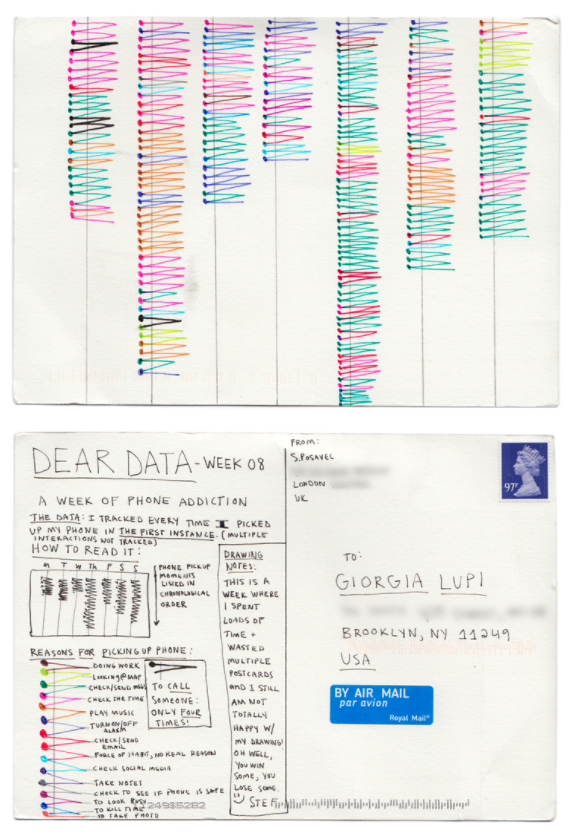 DEAR DATA - WEEK 08
A WEEK OF PHONE ADDICTION
THE DATA: I TRACKED EVERY TIME I PICKED
UP MY PHONE IN THE FIRST INSTANCE. (MULTIPLE
INTERACTIONS NOT TRACKED)
HOW TO READ IT:
M T W Th F S S
PHONE PICKUP
MOMENTS
LISTED IN
CHRONOLOGICAL
ORDER
REASONS FOR PICKING UP PHONE:
DOING WORK
LOOKING @ MAP
CHECK/SEND MSGS
CHECK THE TIME
PLAY MUSIC
TURN ON/OFF
ALARM
CHECK/SEND
EMAIL
FORCE OF HABIT, NO REAL REASON
CHECK SOCIAL MEDIA
TAKE NOTES
CHECK TO SEE IF PHONE IS SAFE
TO LOOK BUSY
TO KILL TIME
TO TAKE PHOTO
TO CALL
SOMEONE:
ONLY FOUR
TIMES!
DRAWING
NOTES:
THIS IS A
WEEK WHERE
I SPENT
LOADS OF
TIME +
WASTED
MULTIPLE
POSTCARDS
AND I STILL
AM NOT
TOTALLY
HAPPY W/
MY DRAWING!
OH WELL,
YOU WIN
SOME, YOU
LOSE SOME.
STEF
FROM:
S. POSAVEC
LONDON
UK
97P
TO:
GIORGIA LUPI
BROOKLYN, NY 11249
USA
BY AIR MAIL
par avion
Royal Mail®